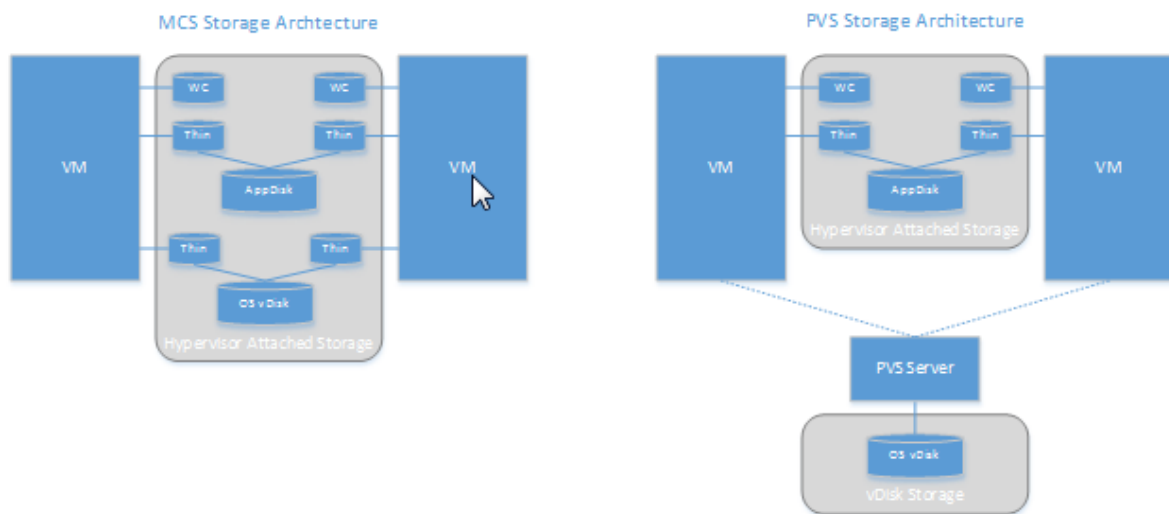 MCS Storage Archtecture
PVS Storage Architecture
VM
WC
WC
Thin
Thin
AppDisk
Thin
Thin
OS vDisk
Hypervisor Attached Storage
VM
VM
WC
WC
Thin
Thin
AppDisk
Hypervisor Attached Storage
VM
PVS Server
OS vDisk
vDisk Storage